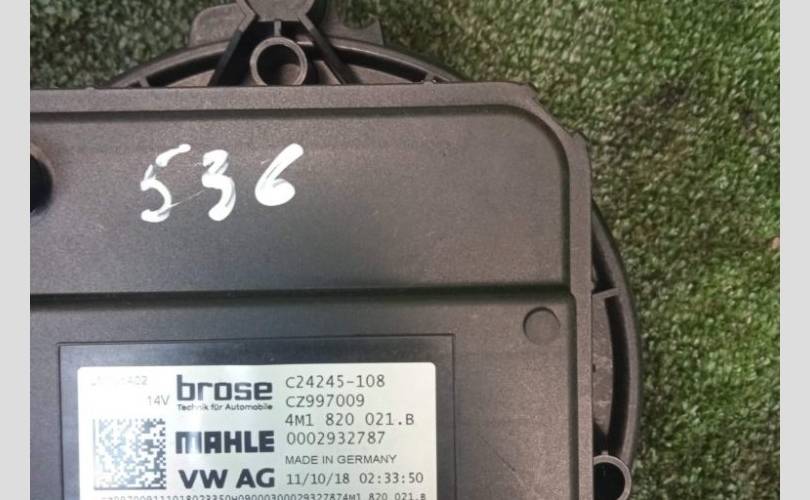 536
14V
brose
Technik für Automobile
C24245-108
CZ997009
4M1 820 021.B
MAHLE
0002932787
MADE IN GERMANY
VW AG
11/10/18 02:33:50